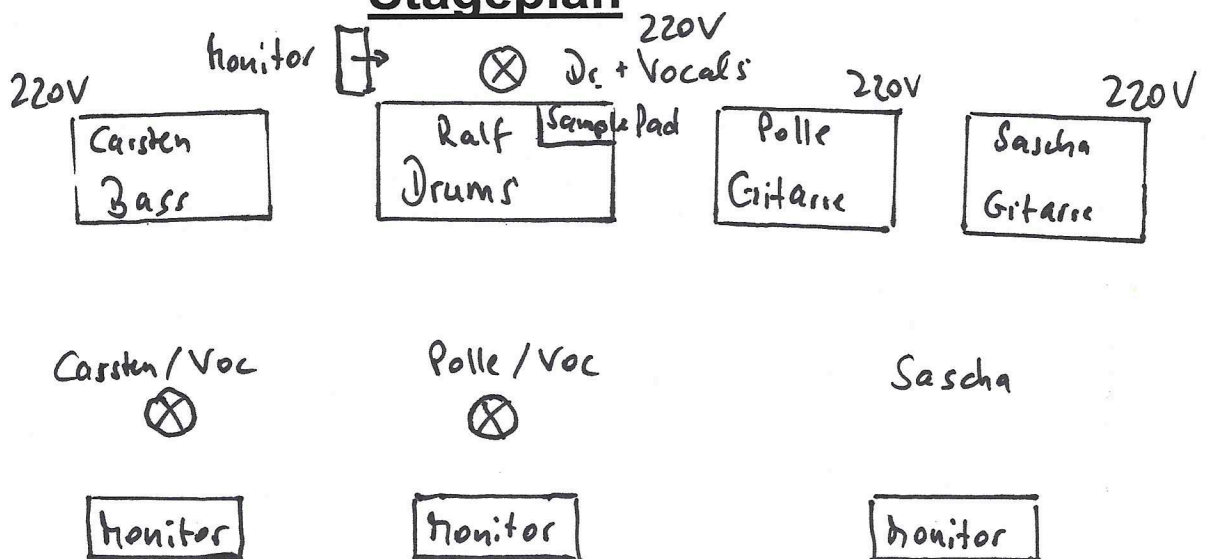 Stageplan
220V
Monitor
Dr. + Vocals
220V
220V
220V
Carsten
Bass
Ralf
Sample Pad
Drums
Polle
Gitarre
Sascha
Gitarre
Carsten / Voc
Polle / Voc
Sascha
Monitor
Monitor
Monitor